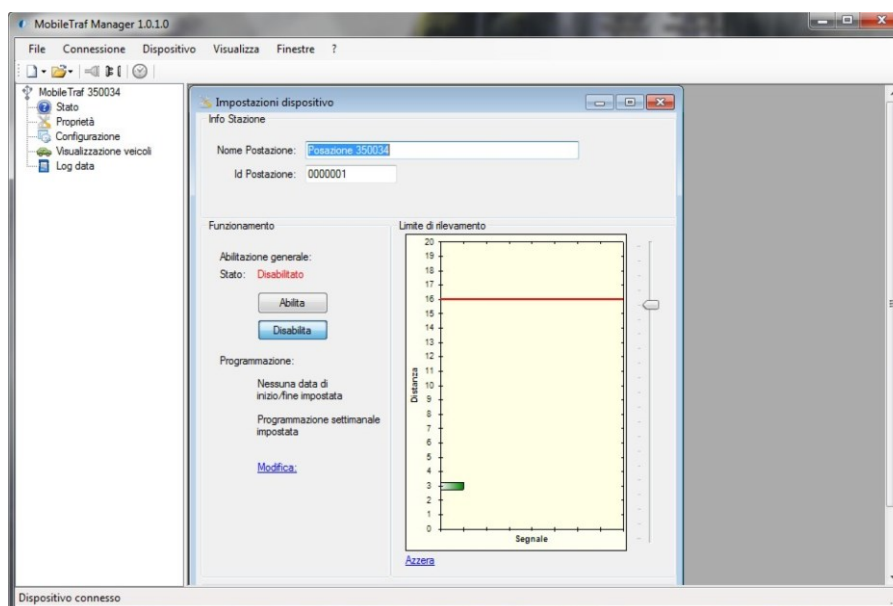 MobileTraf Manager 1.0.1.0
File Connessione Dispositivo Visualizza Finestre ?
MobileTraf 350034
Stato
Proprietà
Configurazione
Visualizzazione veicoli
Log data
Impostazioni dispositivo
Info Stazione
Nome Postazione: Posazione 350034
Id Postazione: 0000001
Funzionamento
Abilitazione generale:
Stato: Disabilitato
Abilita
Disabilita
Programmazione:
Nessuna data di
inizio/fine impostata
Programmazione settimanale
impostata
Modifica:
Limite di rilevamento
20
19
18
17
16
15
14
13
12
11
10
9
8
7
6
5
4
3
2
1
0
Distanza
Segnale
Azzera
Dispositivo connesso